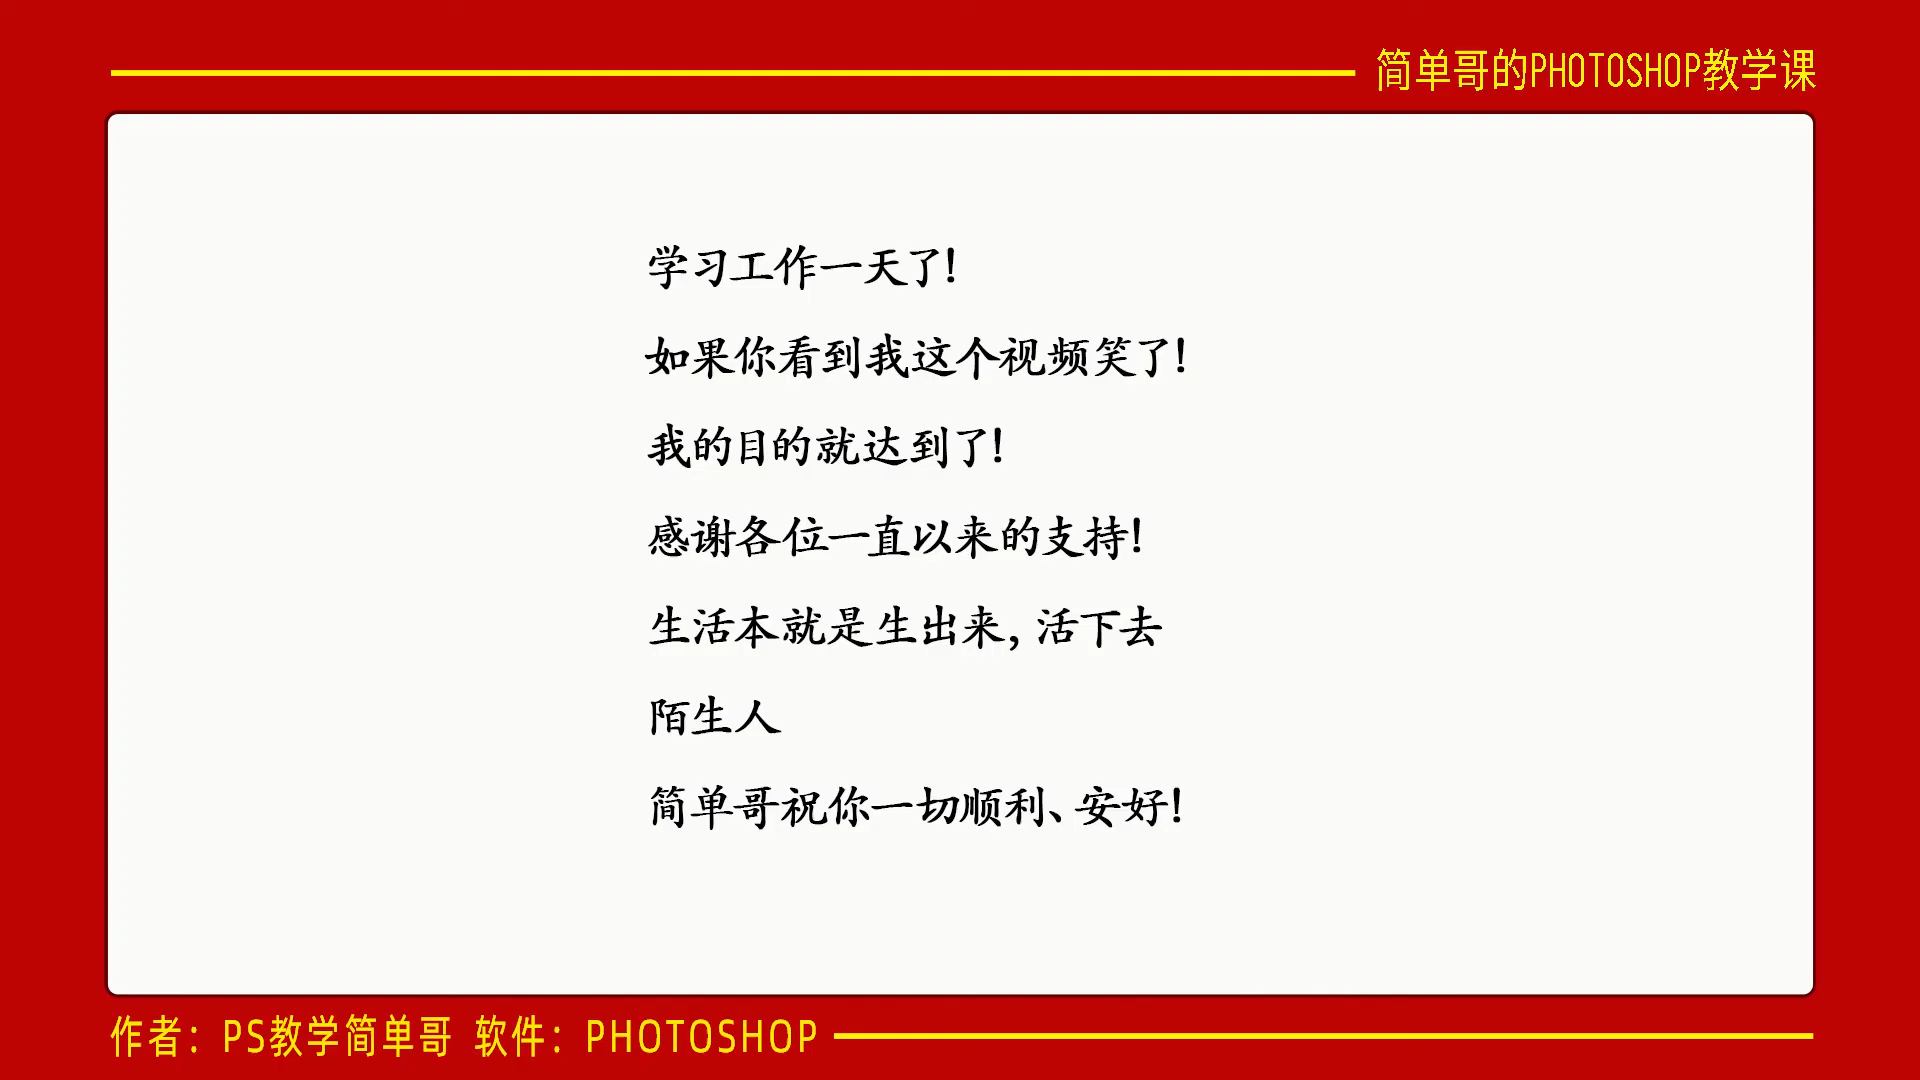 简单哥的PHOTOSHOP教学课
学习工作一天了!
如果你看到我这个视频笑了!
我的目的就达到了!
感谢各位一直以来的支持!
生活本就是生出来,活下去
陌生人
简单哥祝你一切顺利、安好!
作者：PS教学简单哥 软件：PHOTOSHOP